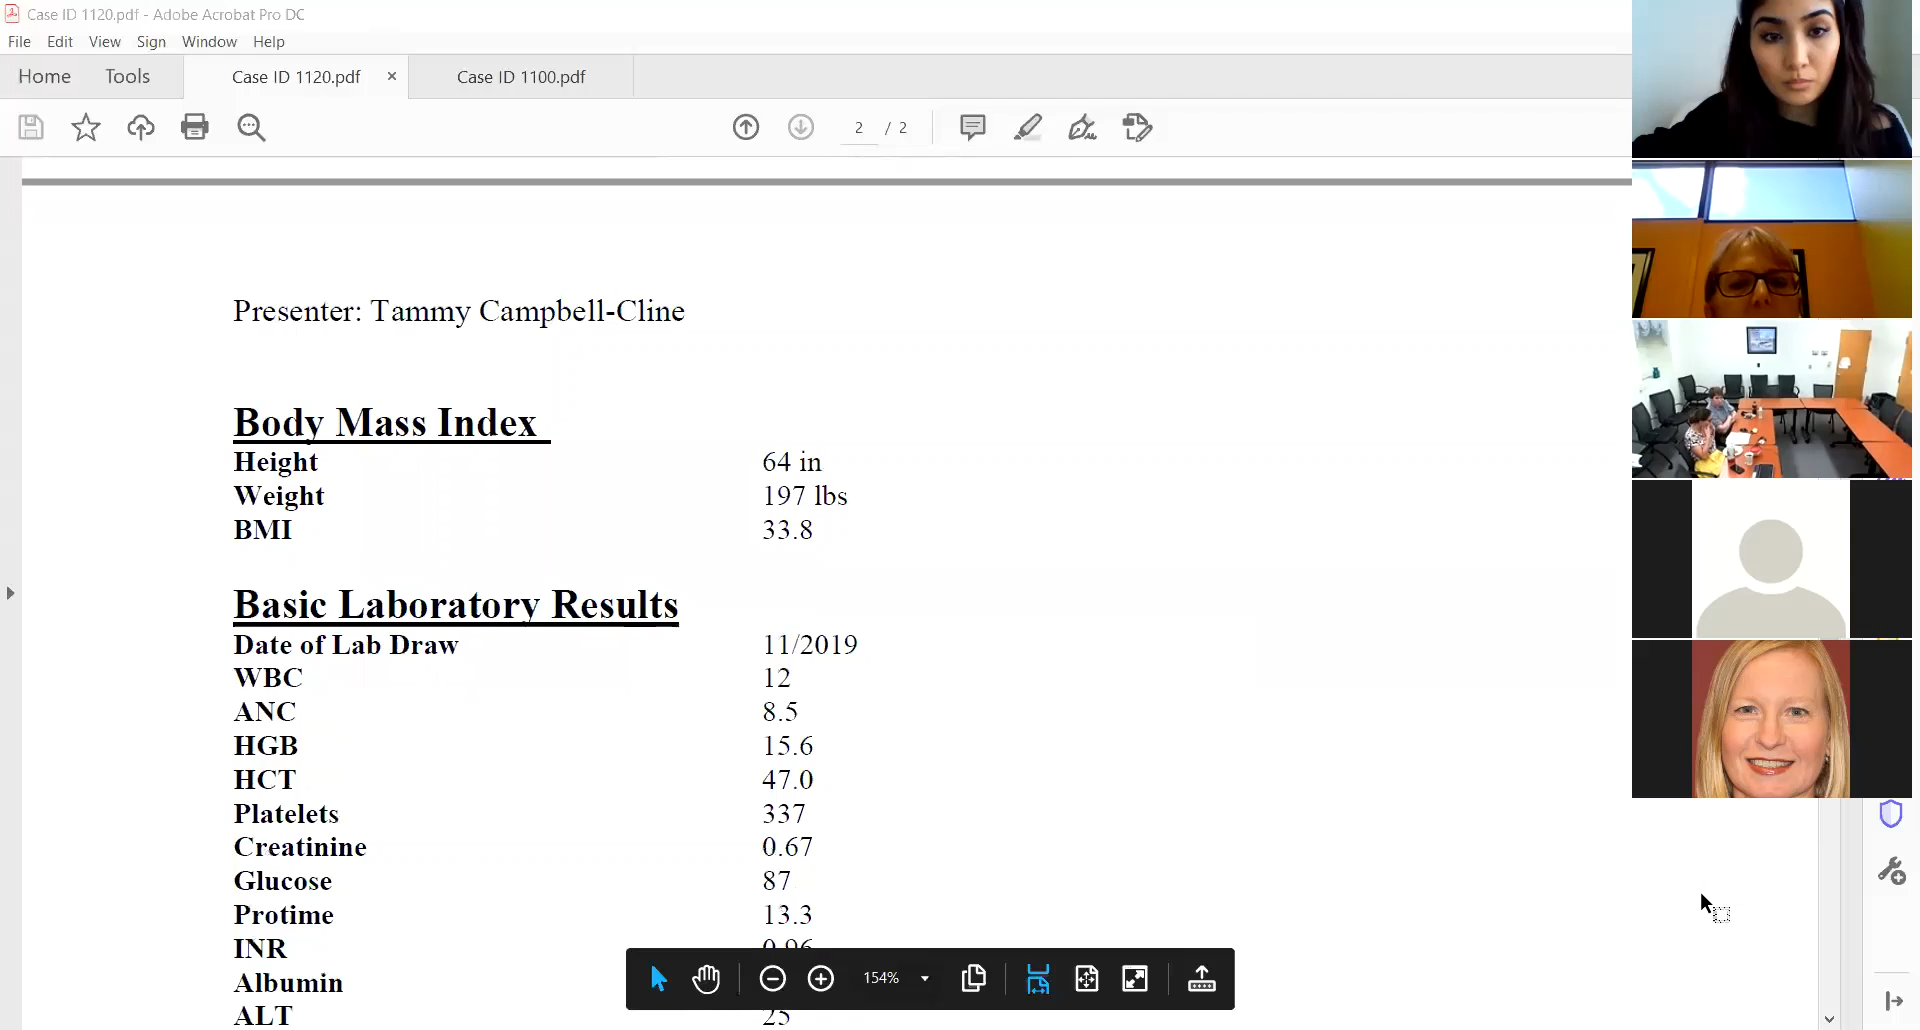 Case ID 1120.pdf - Adobe Acrobat Pro DC
File Edit View Sign Window Help
Home Tools Case ID 1120.pdf × Case ID 1100.pdf
2 / 2
Presenter: Tammy Campbell-Cline
Body Mass Index
Height 64 in
Weight 197 lbs
BMI 33.8
Basic Laboratory Results
Date of Lab Draw 11/2019
WBC 12
ANC 8.5
HGB 15.6
HCT 47.0
Platelets 337
Creatinine 0.67
Glucose 87
Protime 13.3
INR 0.96
Albumin
ALT 25
154%